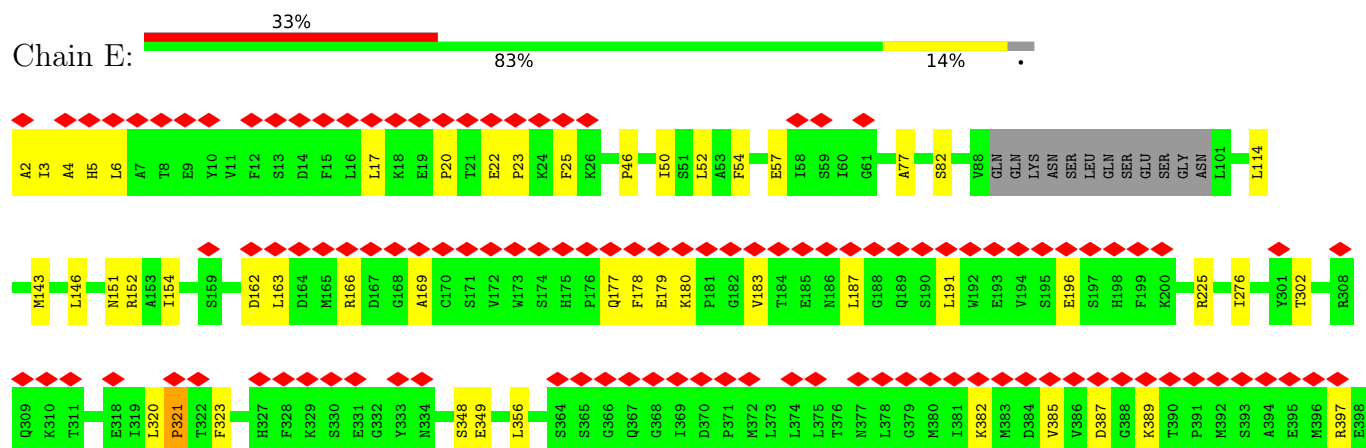 33%
Chain E:
83% 14% •
A2 I3 A4 H5 L6 A7 T8 E9 Y10 V11 F12 S13 D14 F15 L16 L17 K18 E19 P20 T21 E22 P23 K24 F25 K26 P46 I50 S51 L52 A53 F54 E57 I58 S59 I60 G61 A77 S82 V88 GLN GLN LYS ASN SER LEU GLN SER GLU SER GLY ASN L101 L114
M143 L146 N151 R152 A153 I154 S159 D162 L163 D164 M165 R166 D167 G168 A169 C170 S171 V172 W173 S174 H175 P176 Q177 F178 E179 K180 P181 G182 V183 T184 E185 N186 L187 G188 Q189 S190 L191 W192 E193 V194 S195 E196 S197 H198 F199 K200 R225 I276 Y301 T302 R308
Q309 K310 T311 E318 I319 L320 P321 T322 F323 H327 F328 K329 S330 E331 G332 Y333 N334 S348 E349 L356 S364 S365 G366 Q367 G368 I369 D370 P371 M372 L373 L374 L375 T376 N377 L378 G379 M380 I381 K382 M383 D384 V385 V386 D387 G388 K389 T390 P391 M392 S393 A394 E395 M396 R397 E398